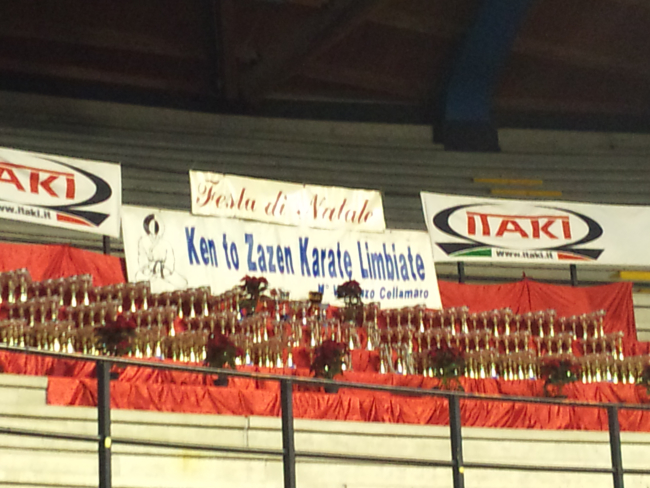 Festa di Natale
ITAKI
www.itaki.it
Ken to Zazen Karate Limbiate
Cellamaro
ITAKI
www.itaki.it